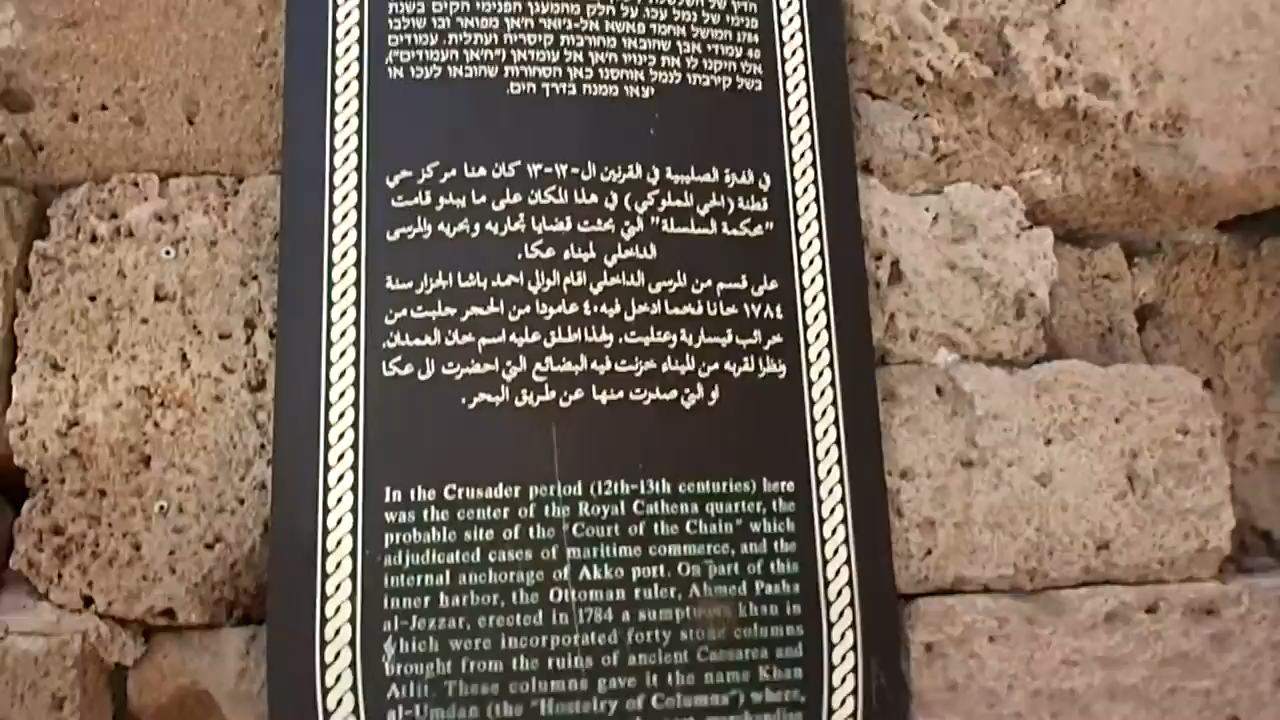 פנימי של נמל עכו. על חלק מהמעגן הפנימי הקים בשנת
1784 המושל אחמד פאשא אל-ג'זאר ח'אן מפואר ובו שולבו
40 עמודי אבן שהובאו מחורבות קיסריה ועתלית. עמודים
אלו היקנו לו את כינויו ח'אן אל עומדאן ("ח'אן העמודים").
בשל קירבתו לנמל אוחסנו כאן הסחורות שהובאו לעכו או
יצאו ממנה בדרך הים.
في الفترة الصليبية في القرنين ال-١٢-١٣ كان هنا مركز حي
قطنة (الحي المملوكي) في هذا المكان على ما يبدو قامت
"محكمة السلسلة" التي بحثت قضايا تجاريه وبحريه والمرسى
الداخلي لميناء عكا.
على قسم من المرسى الداخلي اقام الوالي احمد باشا الجزار سنة
١٧٨٤ خانا فخما ادخل فيه ٤٠ عامودا من الحجر جلبت من
خرائب قيسارية وعتليت. ولهذا اطلق عليه اسم خان العمدان.
ونظرا لقربه من الميناء خزنت فيه البضائع التي احضرت الى عكا
او التي صدرت منها عن طريق البحر.
In the Crusader period (12th-13th centuries) here
was the center of the Royal Cathena quarter, the
probable site of the "Court of the Chain" which
adjudicated cases of maritime commerce, and the
internal anchorage of Akko port. On part of this
inner harbor, the Ottoman ruler, Ahmed Pasha
al-Jezzar, erected in 1784 a sumptuous khan in
which were incorporated forty stone columns
brought from the ruins of ancient Caesarea and
Atlit. These columns gave it the name Khan
al-Umdan (the "Hostelry of Columns") where,